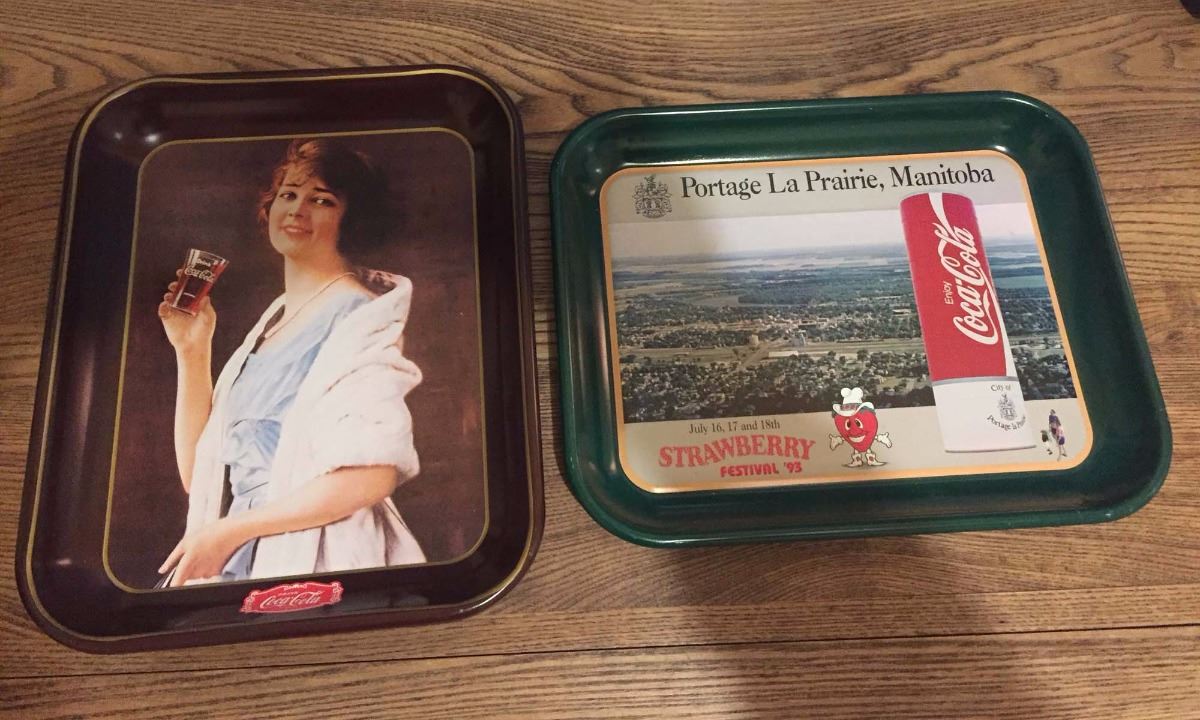 Drink
Coca-Cola
Coca-Cola
Portage La Prairie, Manitoba
Enjoy
Coca-Cola
City of
Portage la Prairie
July 16, 17 and 18th
STRAWBERRY
FESTIVAL '93